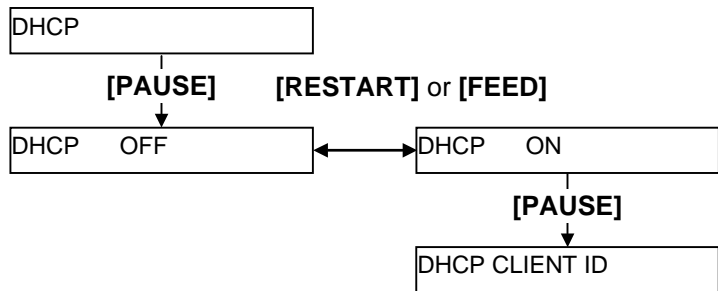 DHCP
[PAUSE] [RESTART] or [FEED]
DHCP OFF DHCP ON
[PAUSE]
DHCP CLIENT ID